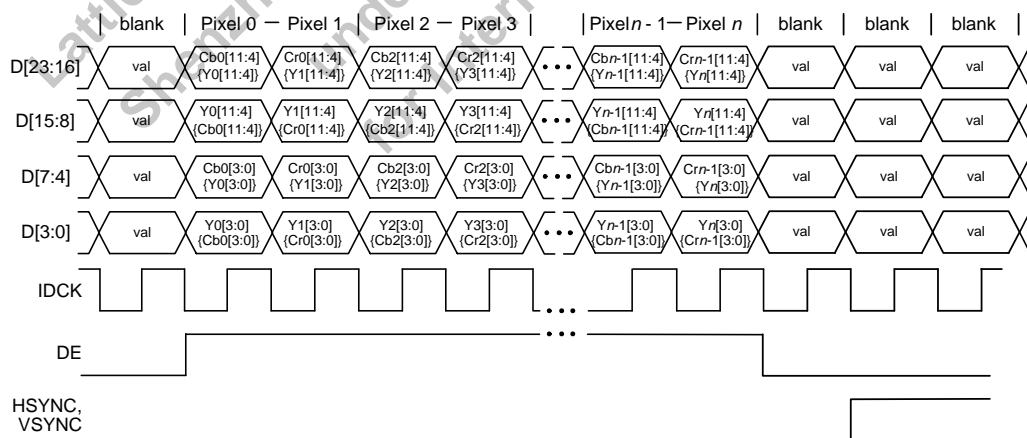 | blank | Pixel 0 — Pixel 1 | Pixel 2 — Pixel 3 | | Pixel n - 1 — Pixel n | blank | blank | blank |
D[23:16] val Cb0[11:4] Cr0[11:4] Cb2[11:4] Cr2[11:4] ••• Cbn-1[11:4] Crn-1[11:4] val val val
{Y0[11:4]} {Y1[11:4]} {Y2[11:4]} {Y3[11:4]} {Yn-1[11:4]} {Yn[11:4]}
D[15:8] val Y0[11:4] Y1[11:4] Y2[11:4] Y3[11:4] ••• Yn-1[11:4] Yn[11:4] val val val
{Cb0[11:4]} {Cr0[11:4]} {Cb2[11:4]} {Cr2[11:4]} {Cbn-1[11:4]} {Crn-1[11:4]}
D[7:4] val Cb0[3:0] Cr0[3:0] Cb2[3:0] Cr2[3:0] ••• Cbn-1[3:0] Crn-1[3:0] val val val
{Y0[3:0]} {Y1[3:0]} {Y2[3:0]} {Y3[3:0]} {Yn-1[3:0]} {Yn[3:0]}
D[3:0] val Y0[3:0] Y1[3:0] Y2[3:0] Y3[3:0] ••• Yn-1[3:0] Yn[3:0] val val val
{Cb0[3:0]} {Cr0[3:0]} {Cb2[3:0]} {Cr2[3:0]} {Cbn-1[3:0]} {Crn-1[3:0]}
IDCK •••
DE •••
HSYNC,
VSYNC